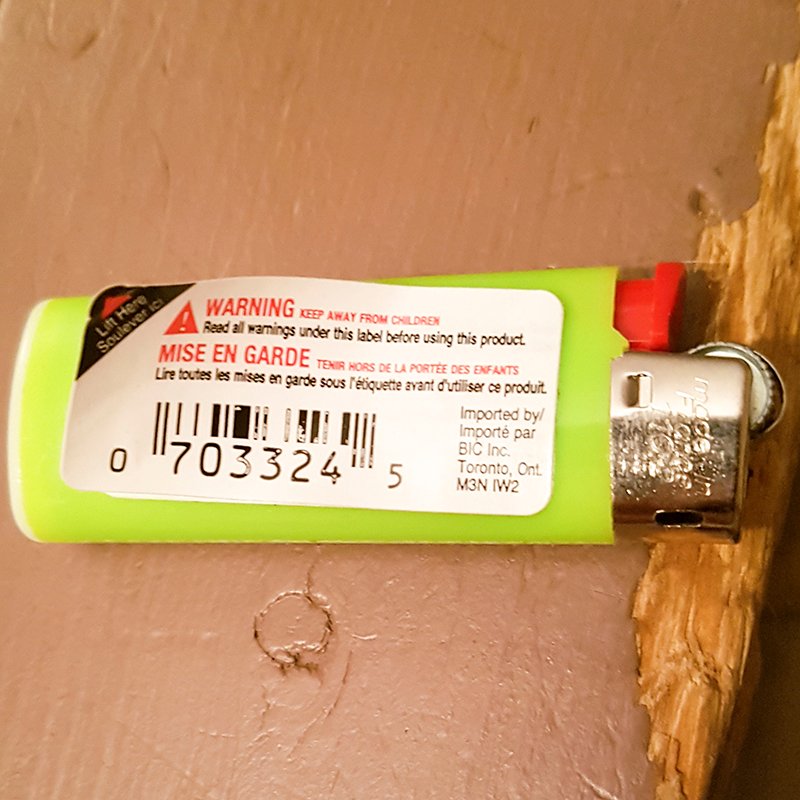 Lift Here
Soulever ici
WARNING KEEP AWAY FROM CHILDREN
Read all warnings under this label before using this product.
MISE EN GARDE TENIR HORS DE LA PORTÉE DES ENFANTS
Lire toutes les mises en garde sous l'étiquette avant d'utiliser ce produit.
0 703324 5
Imported by/
Importé par
BIC Inc.
Toronto, Ont.
M3N IW2